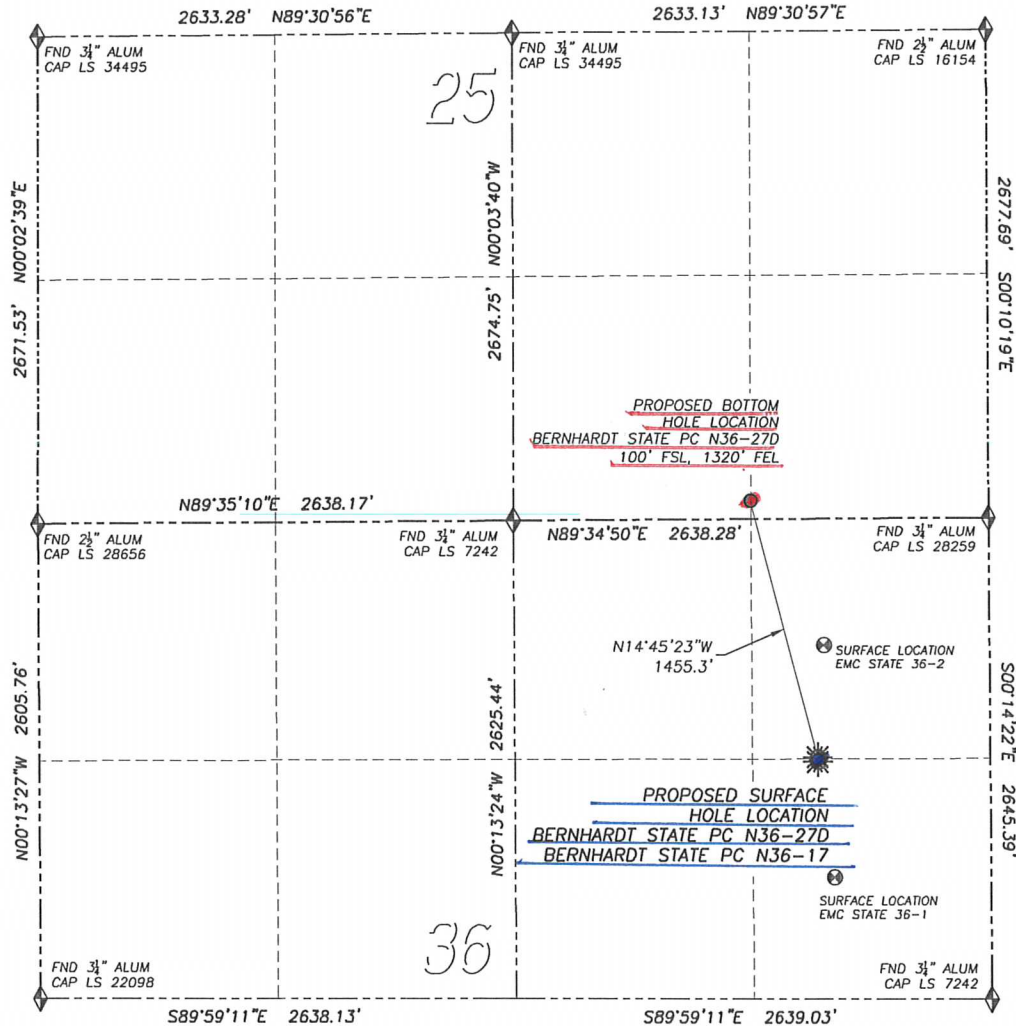 2633.28' N89°30'56"E
2633.13' N89°30'57"E
FND 3¼" ALUM
CAP LS 34495
FND 3¼" ALUM
CAP LS 34495
FND 2½" ALUM
CAP LS 16154
25
N00°02'39"E
2671.53'
N00°03'40"W
2674.75'
2677.69'
S00°10'19"E
PROPOSED BOTTOM
HOLE LOCATION
BERNHARDT STATE PC N36-27D
100' FSL, 1320' FEL
N89°35'10"E 2638.17'
N89°34'50"E 2638.28'
FND 2½" ALUM
CAP LS 28656
FND 3¼" ALUM
CAP LS 7242
FND 3¼" ALUM
CAP LS 28259
N14°45'23"W
1455.3'
SURFACE LOCATION
EMC STATE 36-2
N00°13'27"W 2605.76'
2625.44'
N00°13'24"W
S00°14'22"E 2645.39'
PROPOSED SURFACE
HOLE LOCATION
BERNHARDT STATE PC N36-27D
BERNHARDT STATE PC N36-17
SURFACE LOCATION
EMC STATE 36-1
36
FND 3¼" ALUM
CAP LS 22098
FND 3¼" ALUM
CAP LS 7242
S89°59'11"E 2638.13'
S89°59'11"E 2639.03'